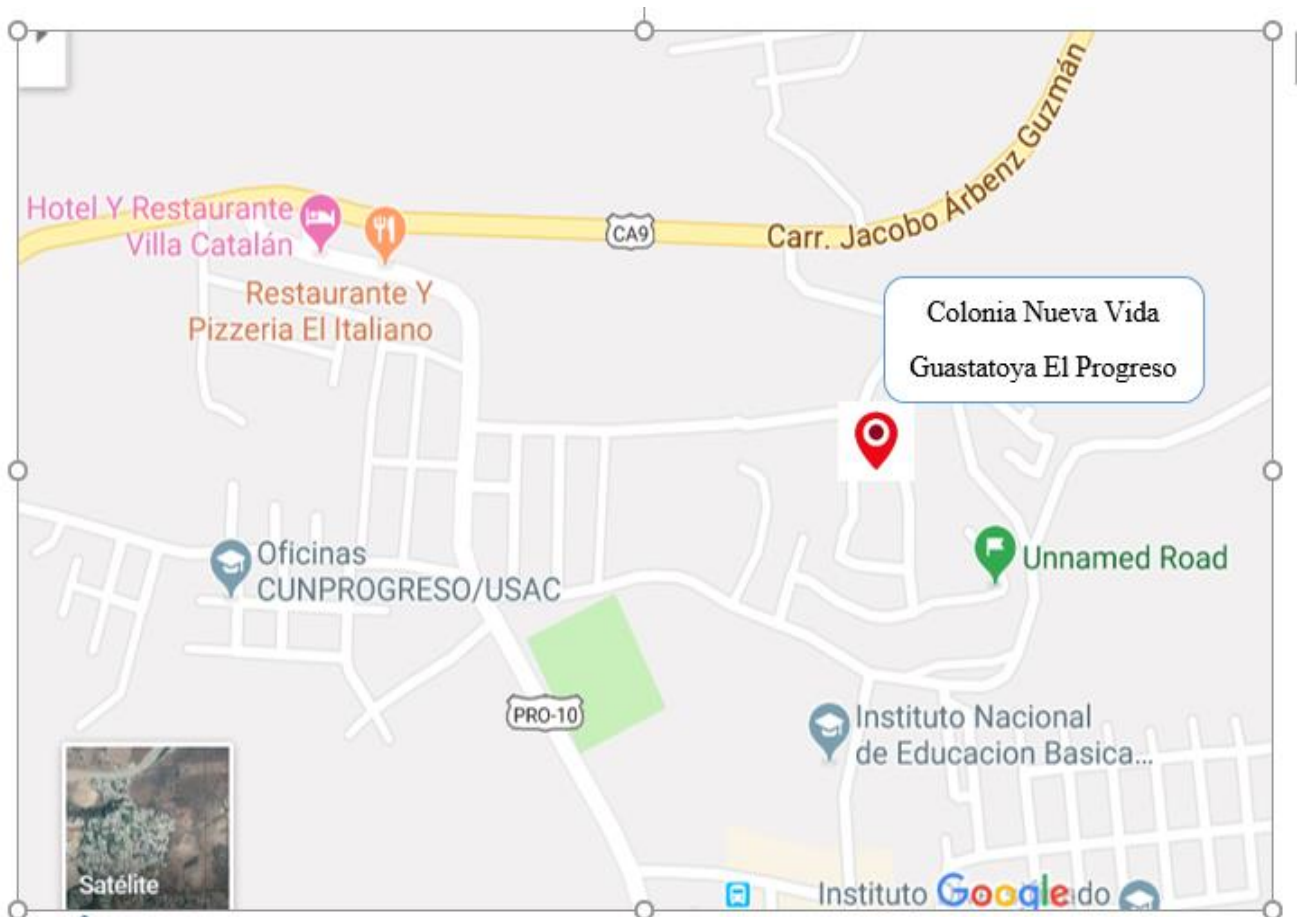 Carr. Jacobo Árbenz Guzmán
Hotel Y Restaurante
Villa Catalán
CA9
Restaurante Y
Pizzeria El Italiano
Colonia Nueva Vida
Guastatoya El Progreso
Oficinas
CUNPROGRESO/USAC
Unnamed Road
PRO-10
Instituto Nacional
de Educacion Basica...
Satélite
Instituto
Google
do